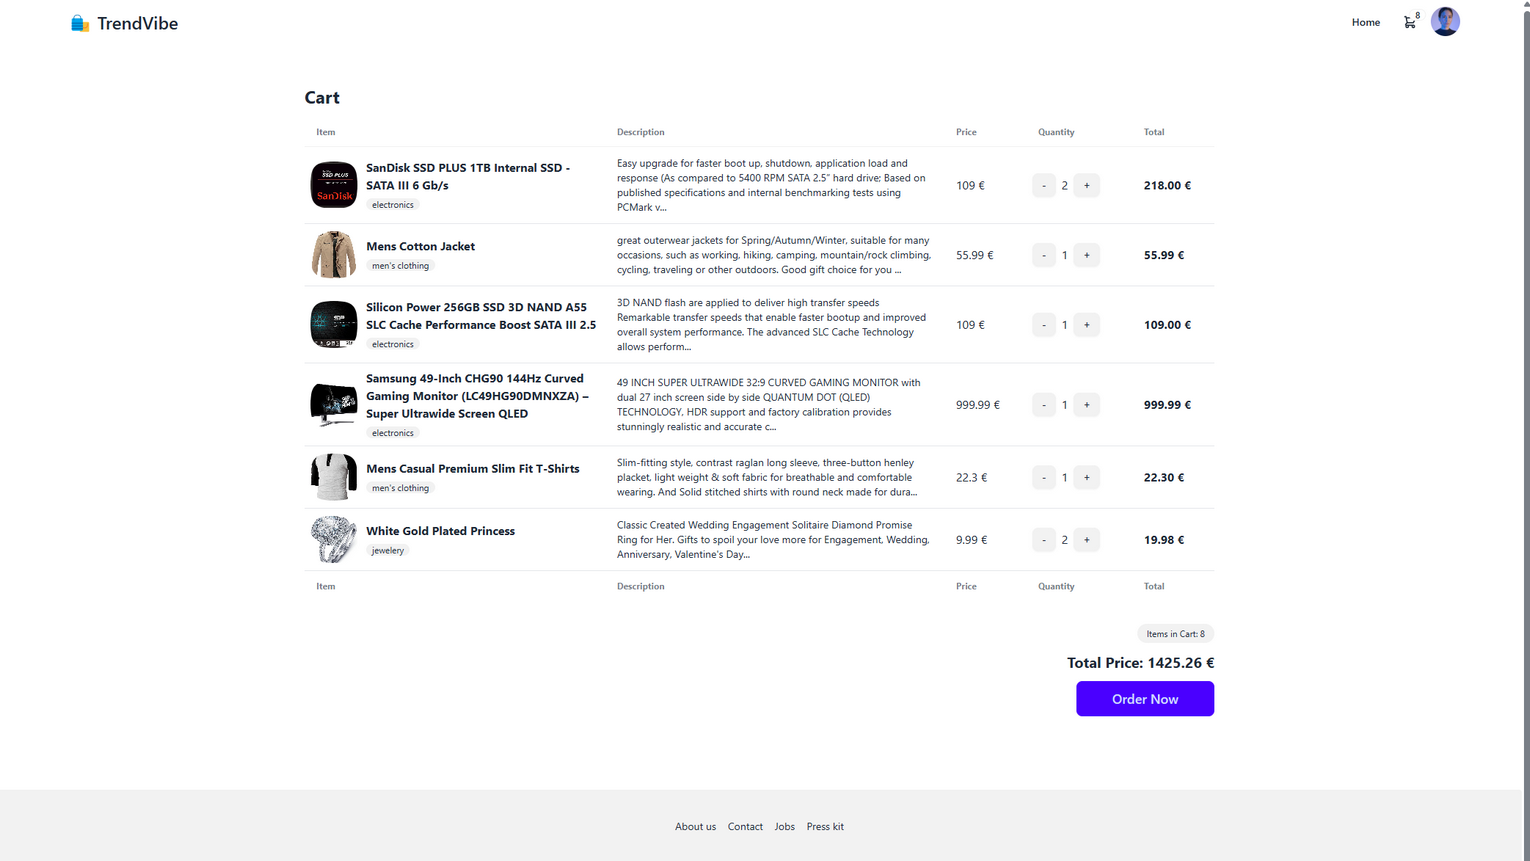 TrendVibe
Home
8
Cart
Item Description Price Quantity Total
SanDisk SSD PLUS 1TB Internal SSD -
SATA III 6 Gb/s
electronics
Easy upgrade for faster boot up, shutdown, application load and
response (As compared to 5400 RPM SATA 2.5” hard drive; Based on
published specifications and internal benchmarking tests using
PCMark v...
109 €
- 2 +
218.00 €
SSD PLUS
SanDisk
Mens Cotton Jacket
men's clothing
great outerwear jackets for Spring/Autumn/Winter, suitable for many
occasions, such as working, hiking, camping, mountain/rock climbing,
cycling, traveling or other outdoors. Good gift choice for you ...
55.99 €
- 1 +
55.99 €
Silicon Power 256GB SSD 3D NAND A55
SLC Cache Performance Boost SATA III 2.5
electronics
3D NAND flash are applied to deliver high transfer speeds
Remarkable transfer speeds that enable faster bootup and improved
overall system performance. The advanced SLC Cache Technology
allows perform...
109 €
- 1 +
109.00 €
Samsung 49-Inch CHG90 144Hz Curved
Gaming Monitor (LC49HG90DMNXZA) –
Super Ultrawide Screen QLED
electronics
49 INCH SUPER ULTRAWIDE 32:9 CURVED GAMING MONITOR with
dual 27 inch screen side by side QUANTUM DOT (QLED)
TECHNOLOGY, HDR support and factory calibration provides
stunningly realistic and accurate c...
999.99 €
- 1 +
999.99 €
Mens Casual Premium Slim Fit T-Shirts
men's clothing
Slim-fitting style, contrast raglan long sleeve, three-button henley
placket, light weight & soft fabric for breathable and comfortable
wearing. And Solid stitched shirts with round neck made for dura...
22.3 €
- 1 +
22.30 €
White Gold Plated Princess
jewelery
Classic Created Wedding Engagement Solitaire Diamond Promise
Ring for Her. Gifts to spoil your love more for Engagement, Wedding,
Anniversary, Valentine's Day...
9.99 €
- 2 +
19.98 €
Item Description Price Quantity Total
Items in Cart: 8
Total Price: 1425.26 €
Order Now
About us Contact Jobs Press kit